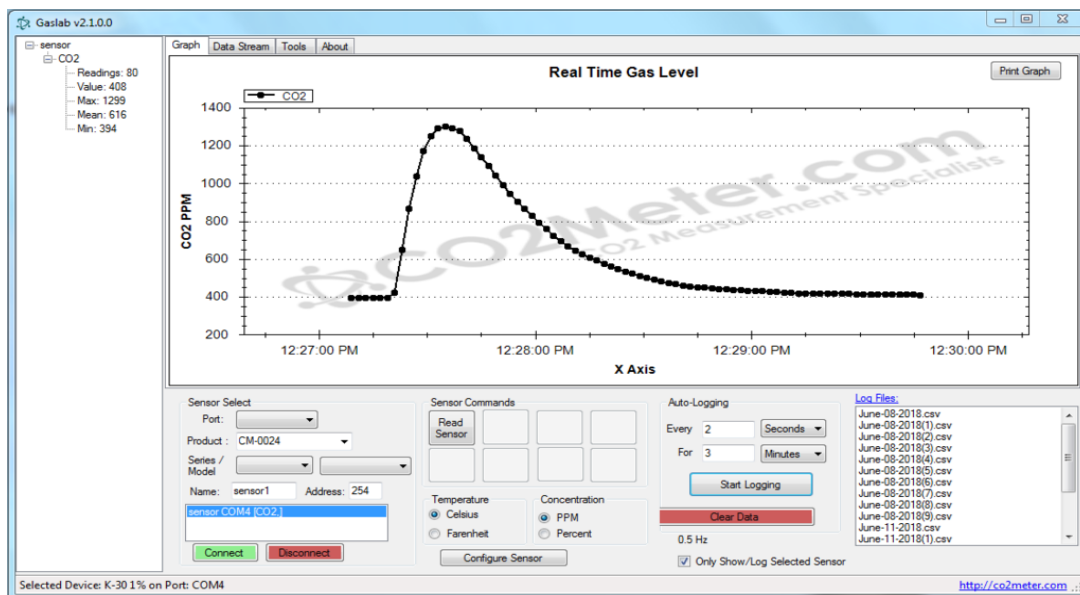 Gaslab v2.1.0.0
sensor
CO2
Readings: 80
Value: 408
Max: 1299
Mean: 616
Min: 394
Graph Data Stream Tools About
Real Time Gas Level
Print Graph
CO2
1400
1200
1000
800
600
400
200
CO2 PPM
CO2Meter.com
CO2 Measurement Specialists
12:27:00 PM 12:28:00 PM 12:29:00 PM 12:30:00 PM
X Axis
Sensor Select
Port:
Product : CM-0024
Series /
Model
Name: sensor1 Address: 254
sensor COM4 [CO2,]
Connect Disconnect
Sensor Commands
Read
Sensor
Temperature
Celsius
Farenheit
Concentration
PPM
Percent
Configure Sensor
Auto-Logging
Every 2 Seconds
For 3 Minutes
Start Logging
Clear Data
0.5 Hz
Only Show/Log Selected Sensor
Log Files:
June-08-2018.csv
June-08-2018(1).csv
June-08-2018(2).csv
June-08-2018(3).csv
June-08-2018(4).csv
June-08-2018(5).csv
June-08-2018(6).csv
June-08-2018(7).csv
June-08-2018(8).csv
June-08-2018(9).csv
June-11-2018.csv
June-11-2018(1).csv
Selected Device: K-30 1% on Port: COM4
http://co2meter.com